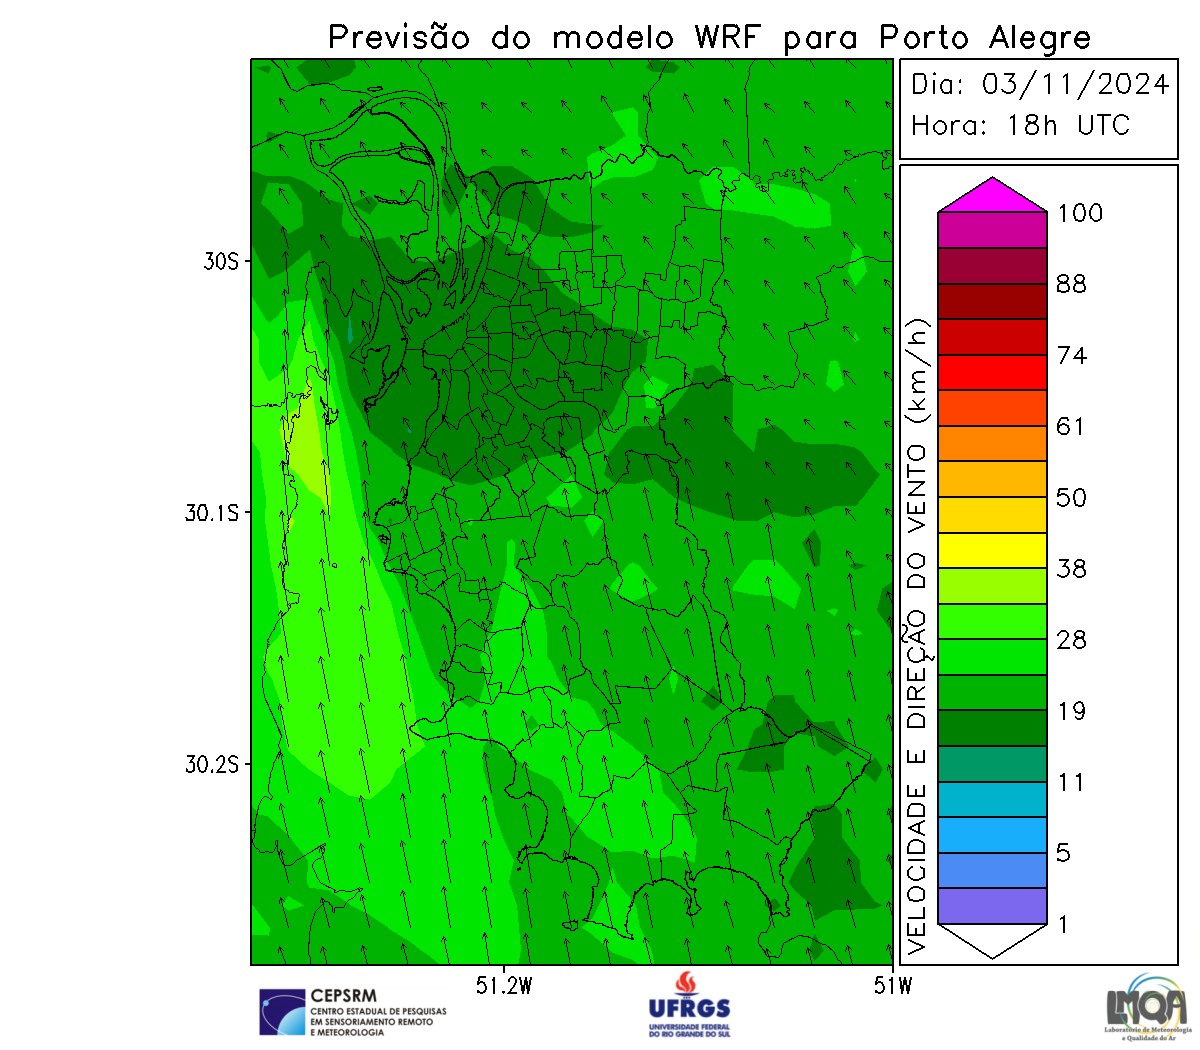 Previsão do modelo WRF para Porto Alegre
Dia: 03/11/2024
Hora: 18h UTC
30S
30.1S
30.2S
51.2W
51W
VELOCIDADE E DIREÇÃO DO VENTO (km/h)
100
88
74
61
50
38
28
19
11
5
1
CEPSRM
CENTRO ESTADUAL DE PESQUISAS
EM SENSORIAMENTO REMOTO
E METEOROLOGIA
UFRGS
UNIVERSIDADE FEDERAL
DO RIO GRANDE DO SUL
LMQA
Laboratório de Meteorologia
e Qualidade do Ar